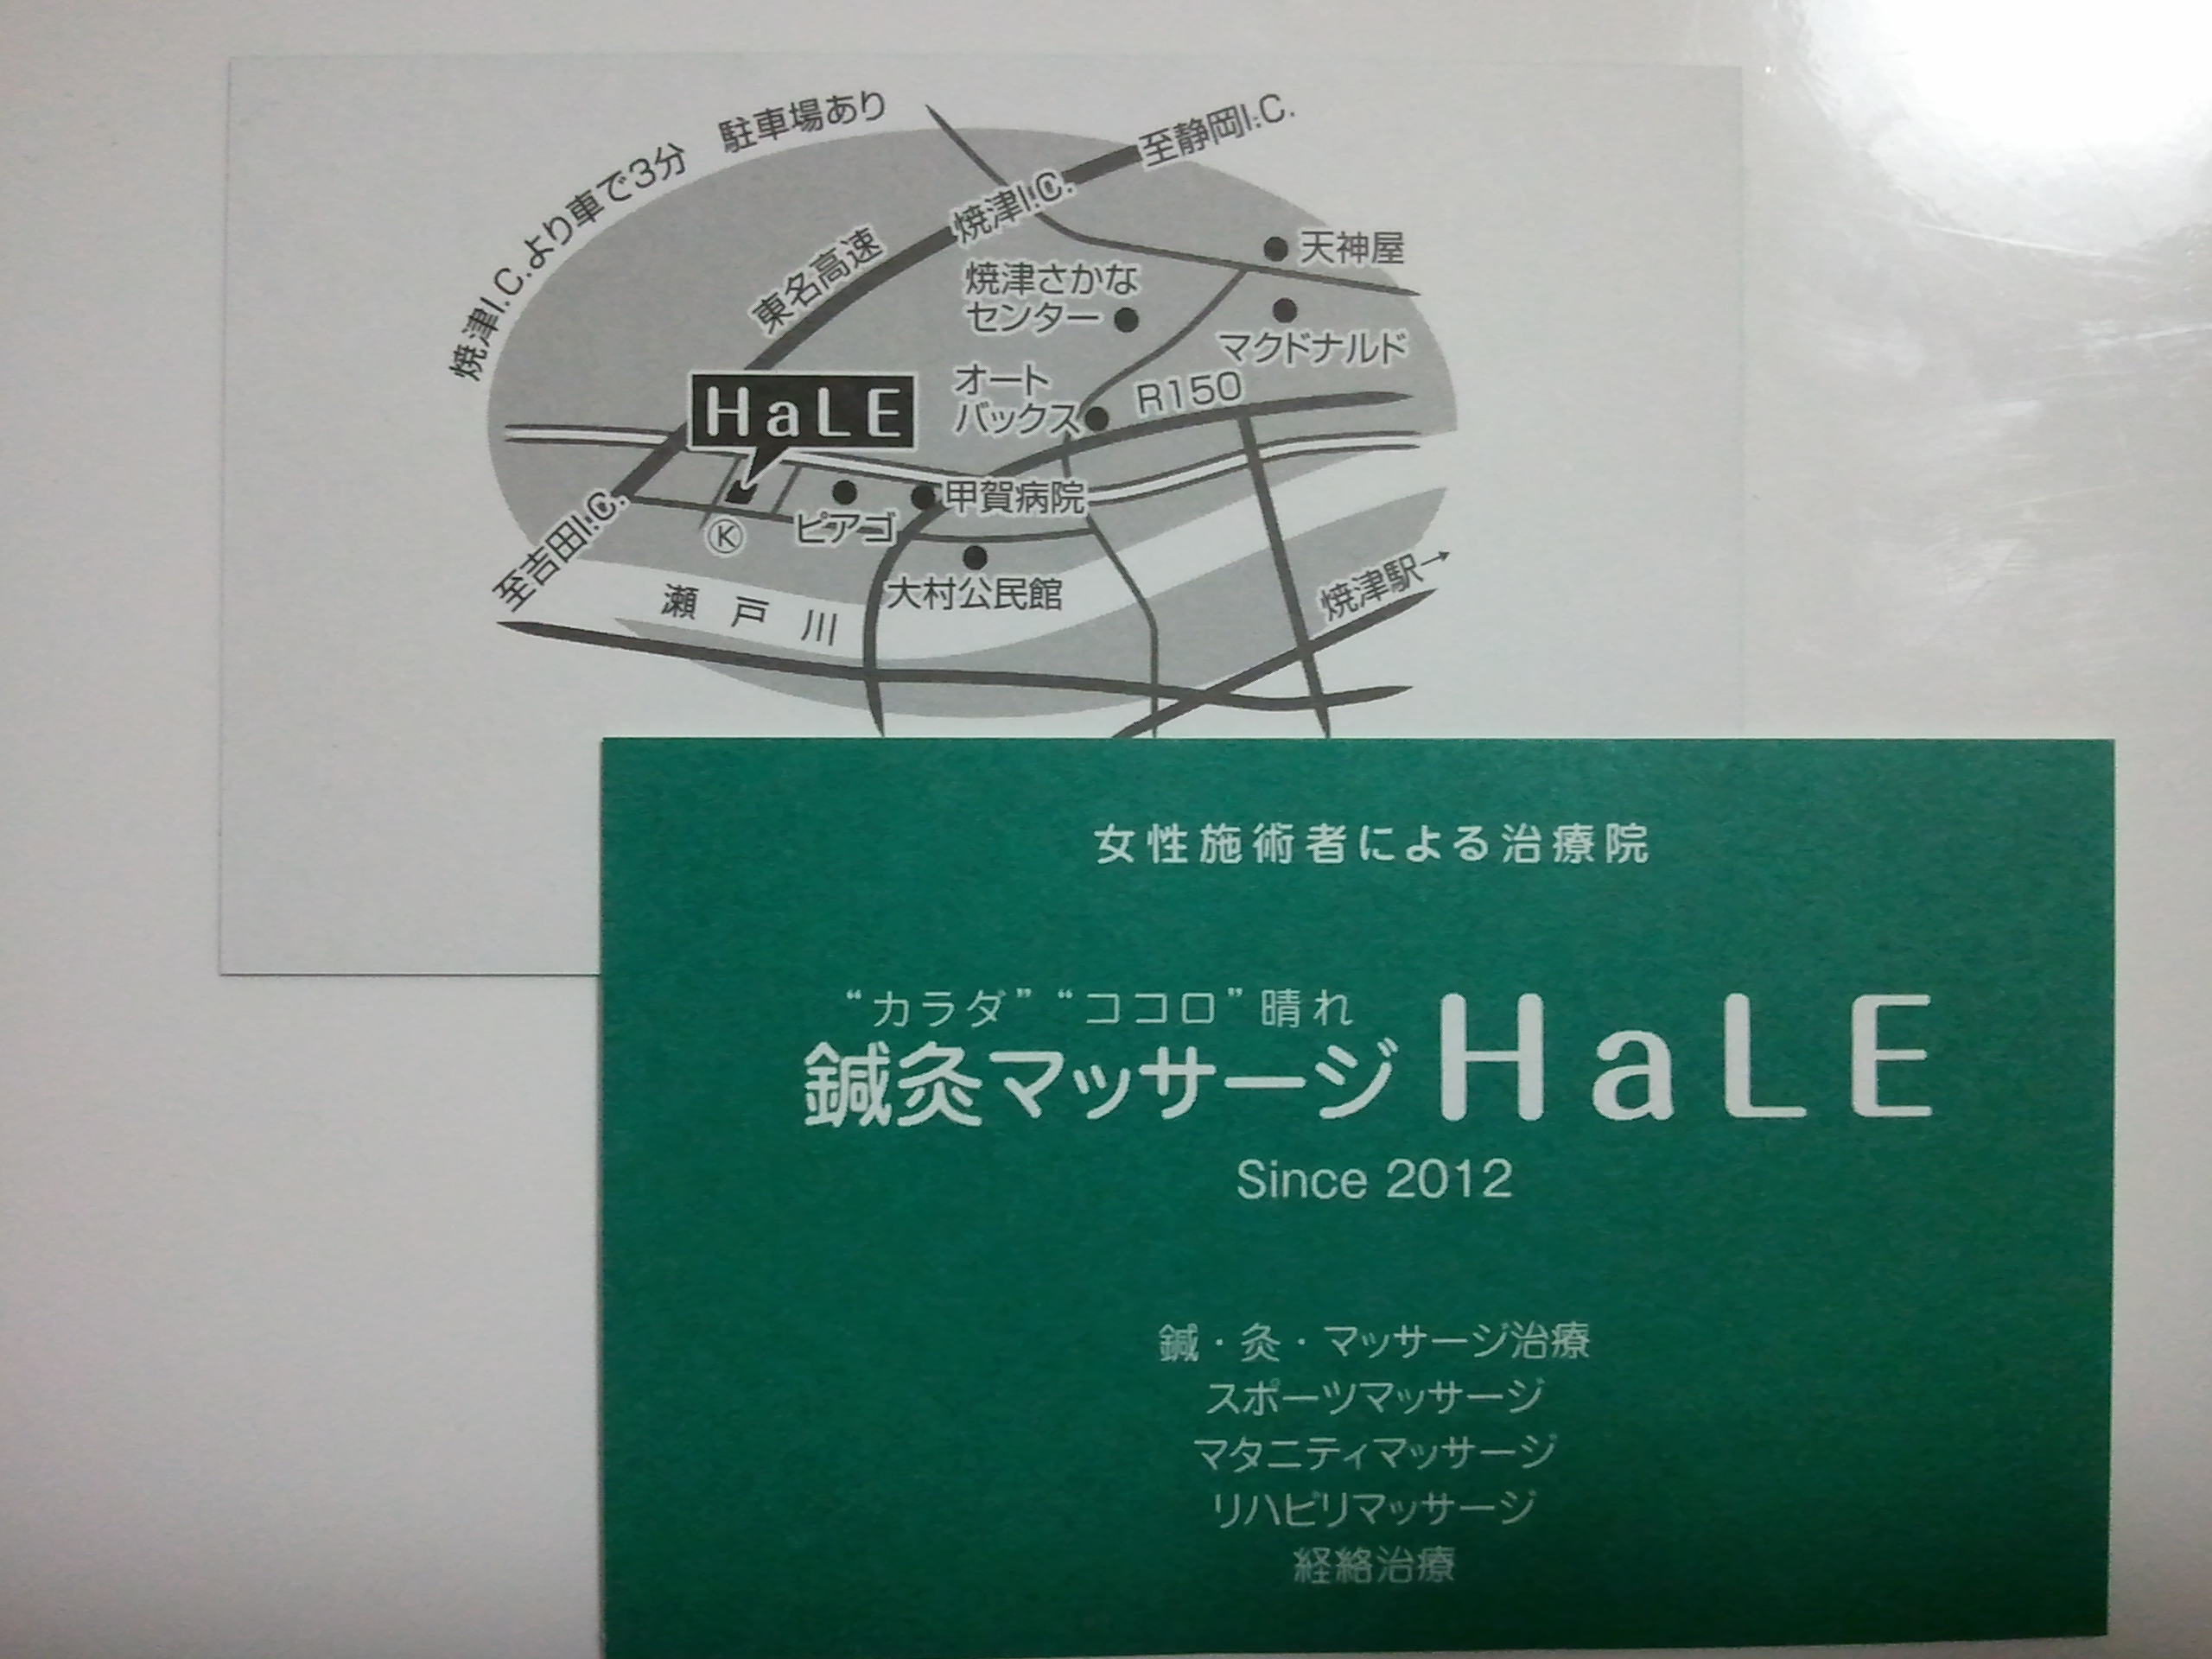 焼津I.C.より車で3分　駐車場あり
至静岡I.C.
焼津I.C.
東名高速
天神屋
焼津さかな
センター
マクドナルド
オート
バックス
R150
HaLE
甲賀病院
ピアゴ
Ⓚ
至吉田I.C.
大村公民館
瀬戸川
焼津駅→
女性施術者による治療院
“カラダ”“ココロ”晴れ
鍼灸マッサージ HaLE
Since 2012
鍼・灸・マッサージ治療
スポーツマッサージ
マタニティマッサージ
リハビリマッサージ
経絡治療